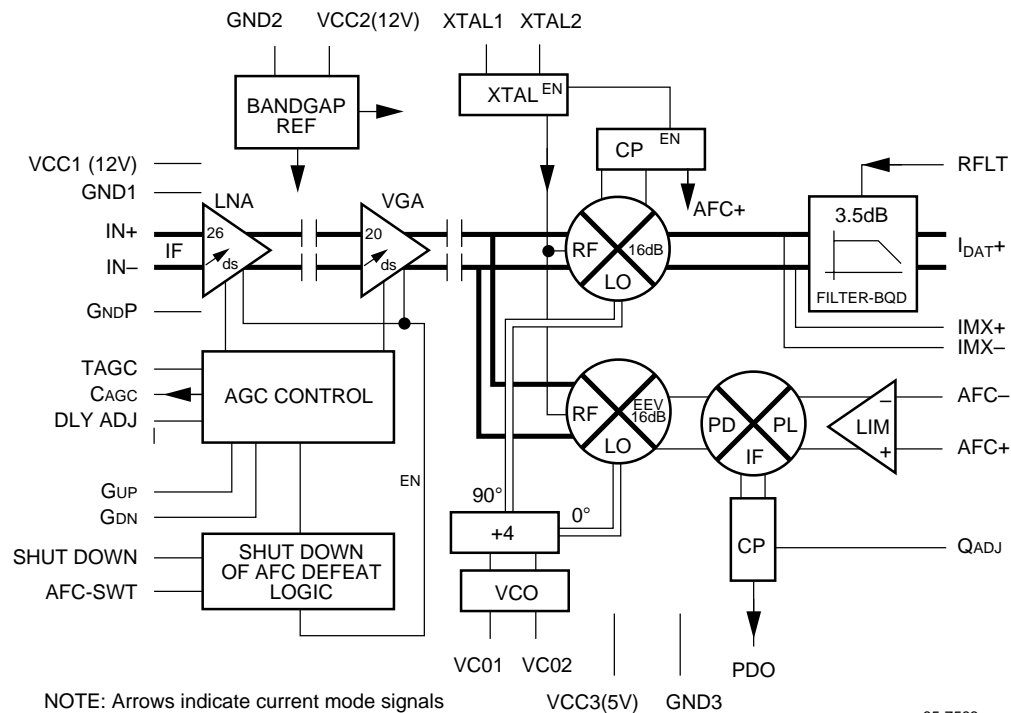 GND2 VCC2(12V) XTAL1 XTAL2
BANDGAP
REF
XTAL EN
CP EN
VCC1 (12V)
GND1
LNA
VGA
AFC+
RFLT
3.5dB
IN+
IF
IN–
26
ds
20
ds
RF 16dB
LO
IDAT+
FILTER-BQD
GNDP
IMX+
IMX–
TAGC
CAGC
DLY ADJ
AGC CONTROL
RF EEV
16dB
LO
PD PL
IF
– LIM +
AFC–
AFC+
GUP
GDN
EN
90°
0°
+4
CP
QADJ
SHUT DOWN
AFC-SWT
SHUT DOWN
OF AFC DEFEAT
LOGIC
VCO
VC01 VC02
PDO
VCC3(5V) GND3
NOTE: Arrows indicate current mode signals